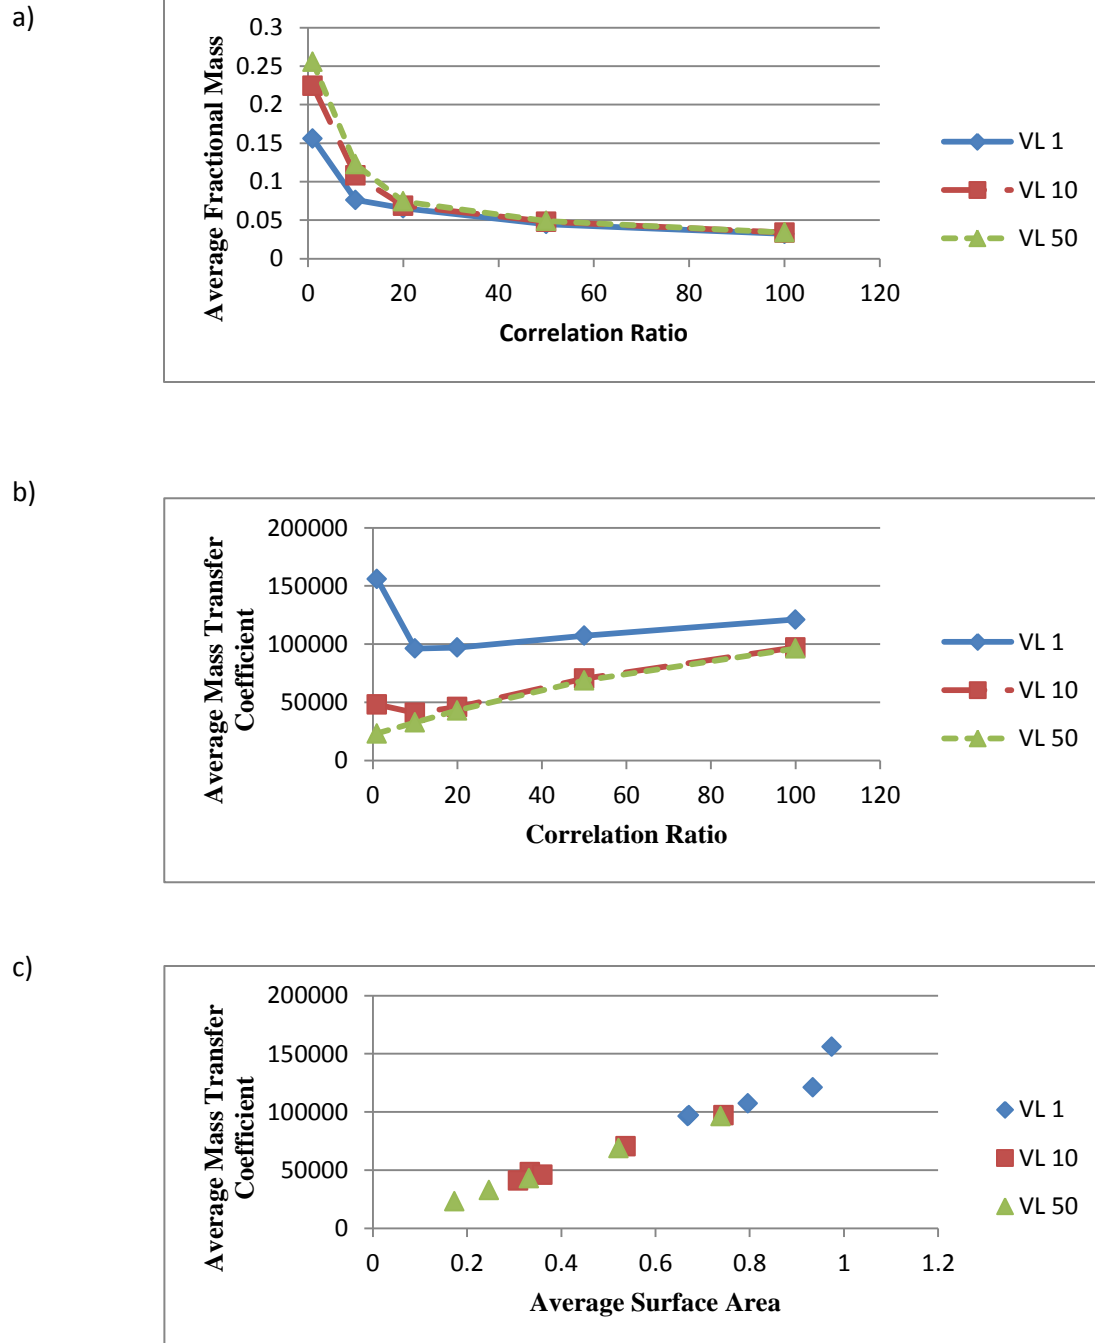 a)
0.3
0.25
0.2
0.15
0.1
0.05
0
0 20 40 60 80 100 120
Average Fractional Mass
Correlation Ratio
VL 1
VL 10
VL 50
b)
200000
150000
100000
50000
0
0 20 40 60 80 100 120
Average Mass Transfer
Coefficient
Correlation Ratio
VL 1
VL 10
VL 50
c)
200000
150000
100000
50000
0
0 0.2 0.4 0.6 0.8 1 1.2
Average Mass Transfer
Coefficient
Average Surface Area
VL 1
VL 10
VL 50